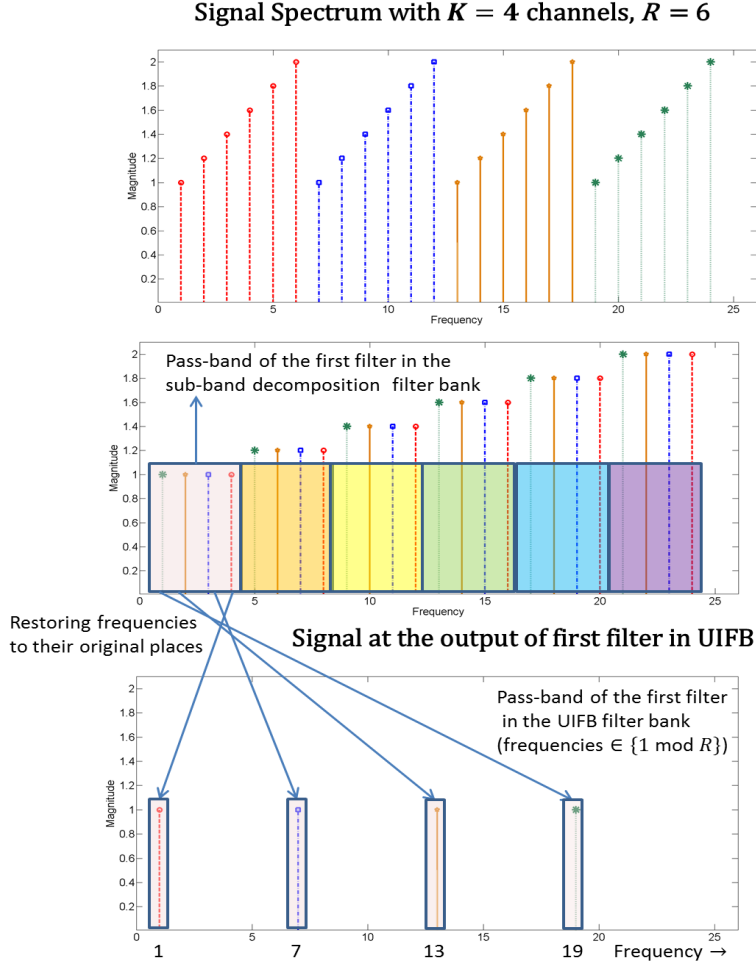 Signal Spectrum with K = 4 channels, R = 6
2
1.8
1.6
1.4
1.2
1
0.8
0.6
0.4
0.2
Magnitude
0 5 10 15 20 25
Frequency
Pass-band of the first filter in the
sub-band decomposition filter bank
2
1.8
1.6
1.4
1.2
1
0.8
0.6
0.4
0.2
Magnitude
0 5 10 15 20 25
Frequency
Restoring frequencies
to their original places
Signal at the output of first filter in UIFB
Pass-band of the first filter
in the UIFB filter bank
(frequencies ∈ {1 mod R})
2
1.8
1.6
1.4
1.2
1
0.8
0.6
0.4
0.2
Magnitude
0 5 10 15 20 25
1 7 13 19 Frequency →